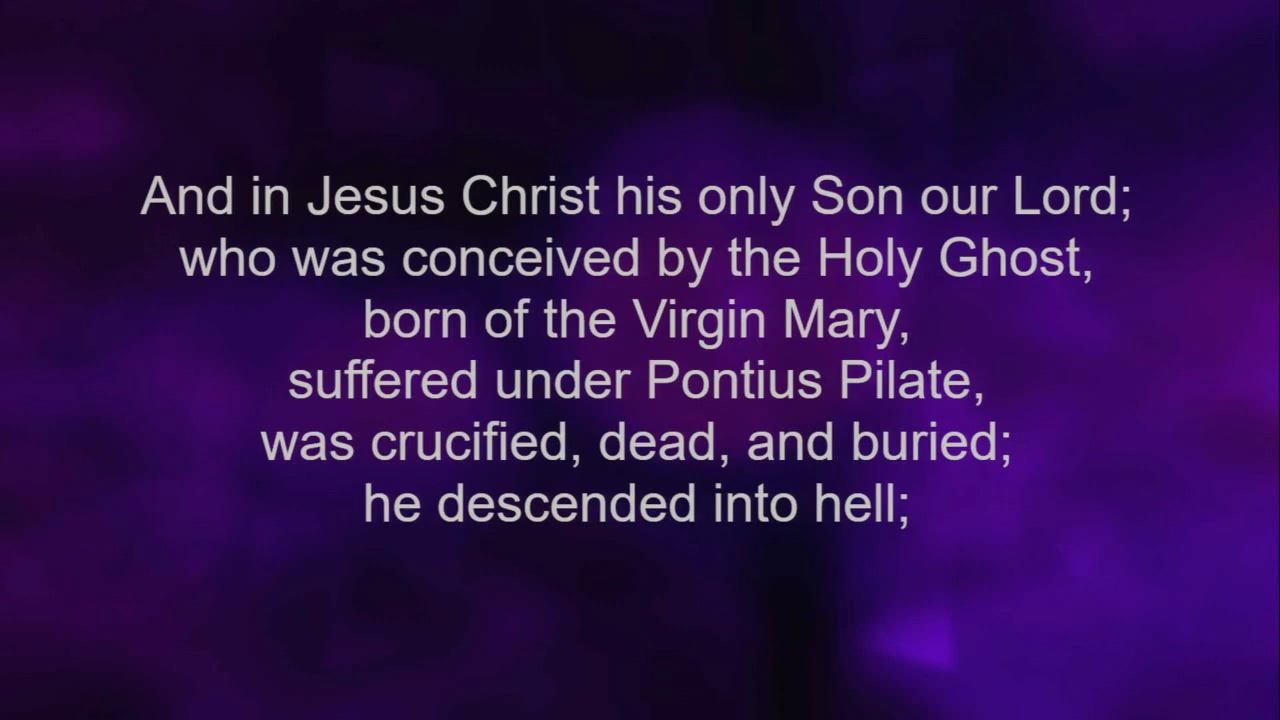 And in Jesus Christ his only Son our Lord;
who was conceived by the Holy Ghost,
born of the Virgin Mary,
suffered under Pontius Pilate,
was crucified, dead, and buried;
he descended into hell;